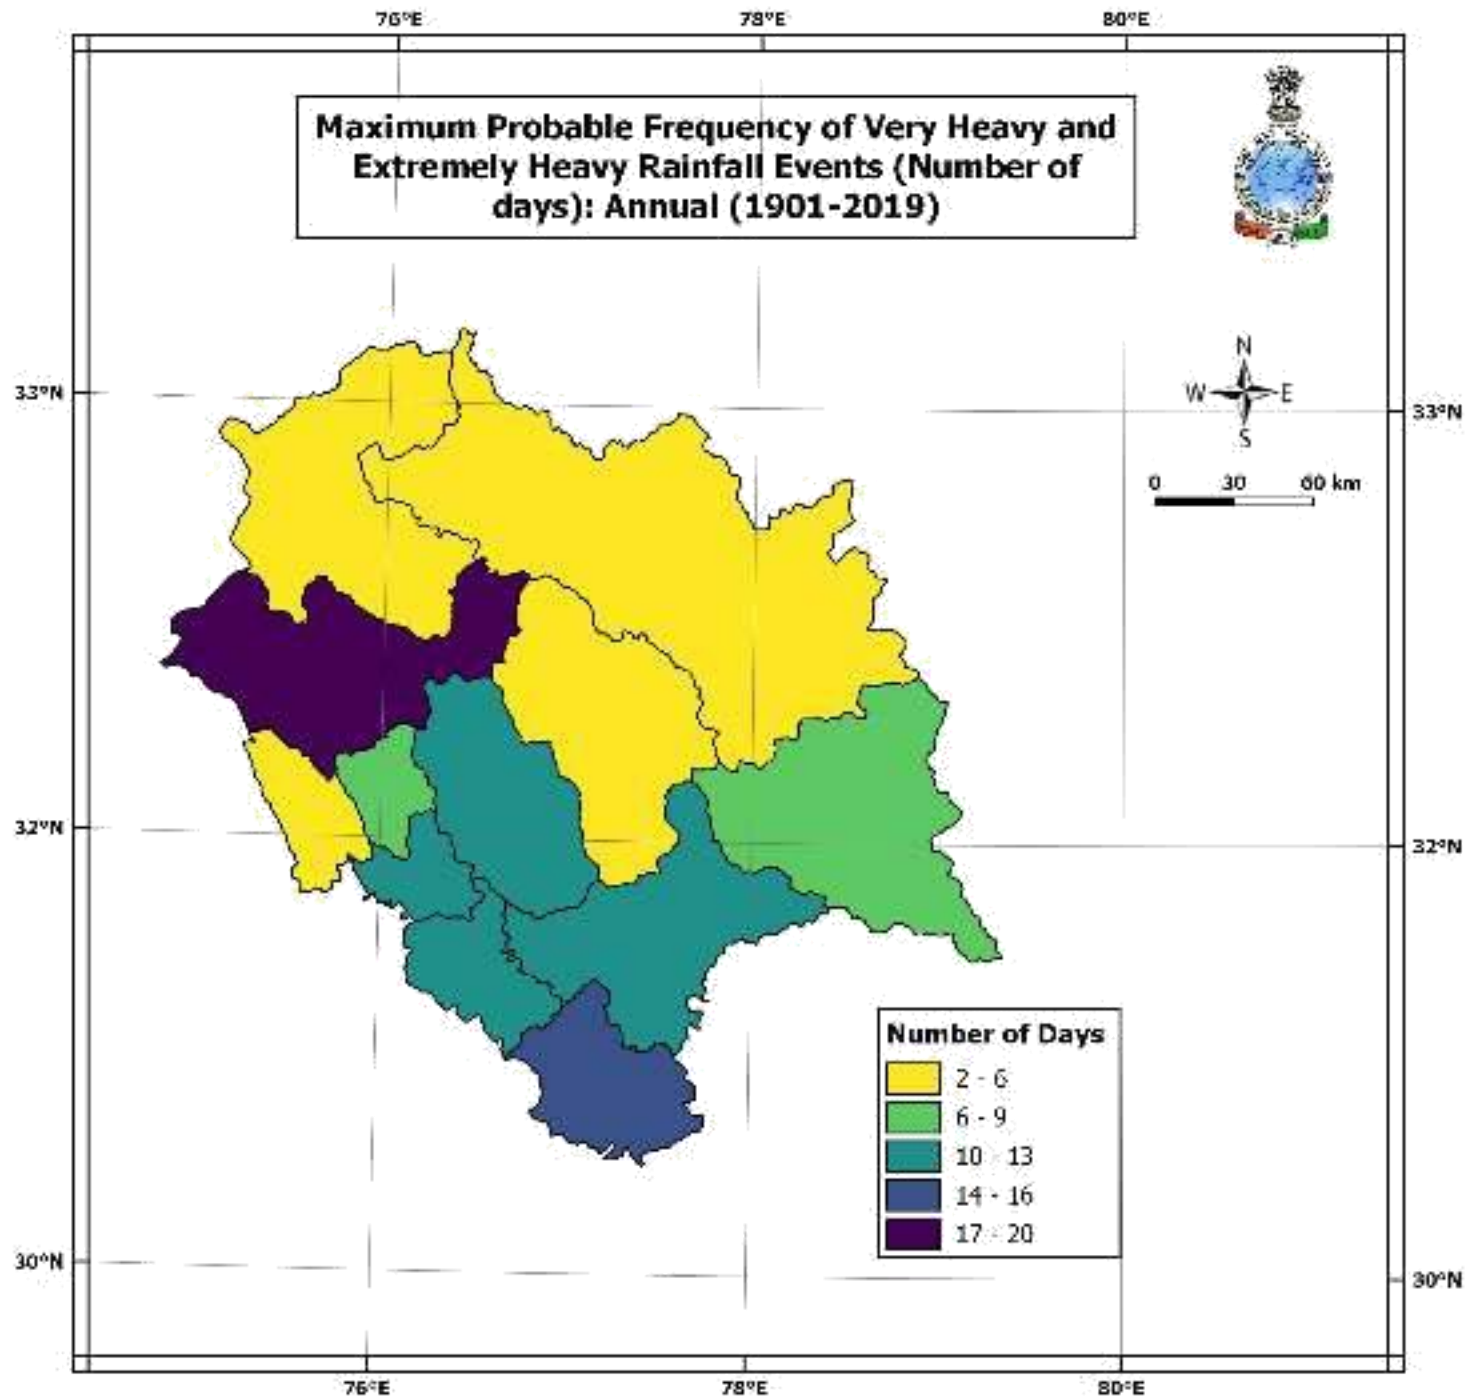 76°E 78°E 80°E
Maximum Probable Frequency of Very Heavy and
Extremely Heavy Rainfall Events (Number of
days): Annual (1901-2019)
N
W E
S
33°N 33°N
0 30 60 km
32°N 32°N
Number of Days
2 - 6
6 - 9
10 - 13
14 - 16
17 - 20
30°N 30°N
76°E 78°E 80°E